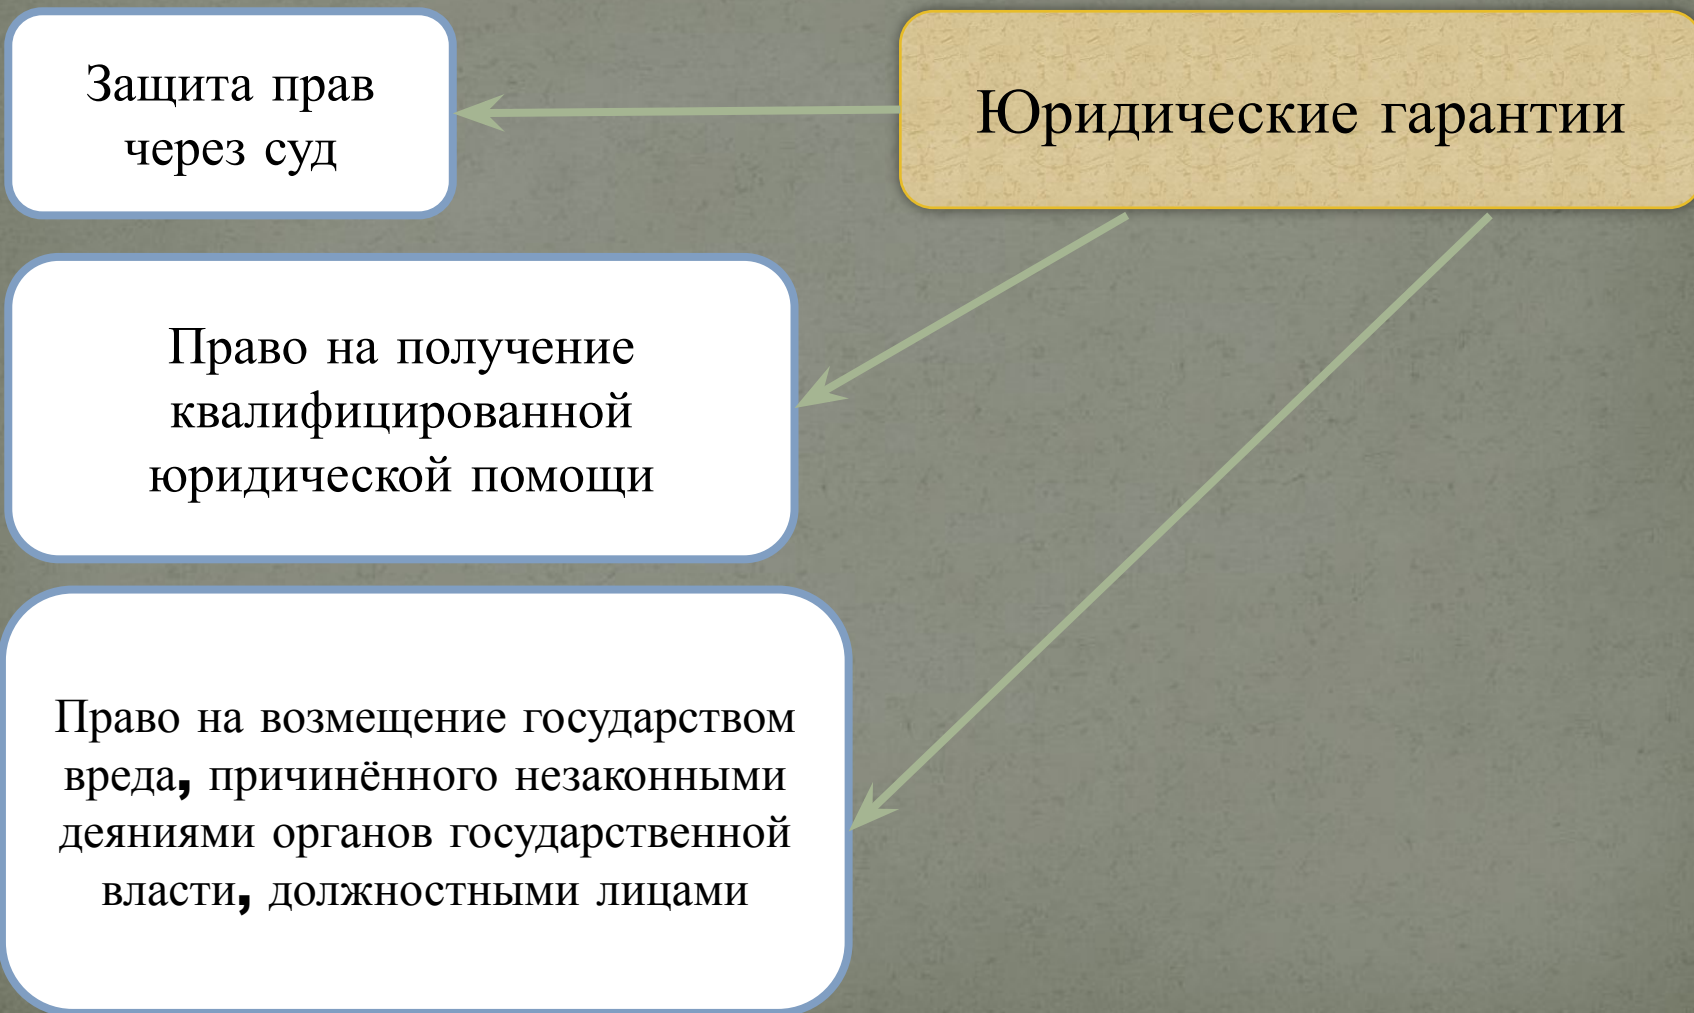 Защита прав
через суд
Юридические гарантии
Право на получение
квалифицированной
юридической помощи
Право на возмещение государством
вреда, причинённого незаконными
деяниями органов государственной
власти, должностными лицами